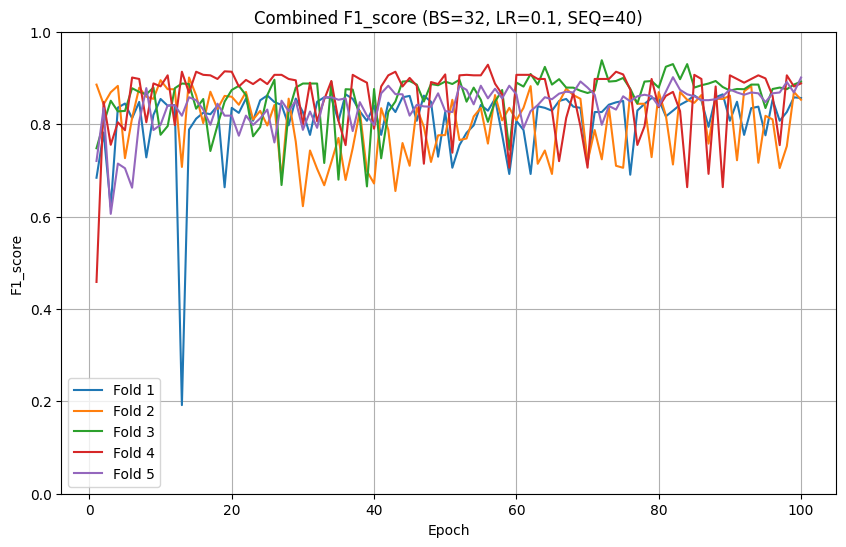 Combined F1_score (BS=32, LR=0.1, SEQ=40)
1.0
0.8
0.6
0.4
0.2
0.0
F1_score
Fold 1
Fold 2
Fold 3
Fold 4
Fold 5
0 20 40 60 80 100
Epoch